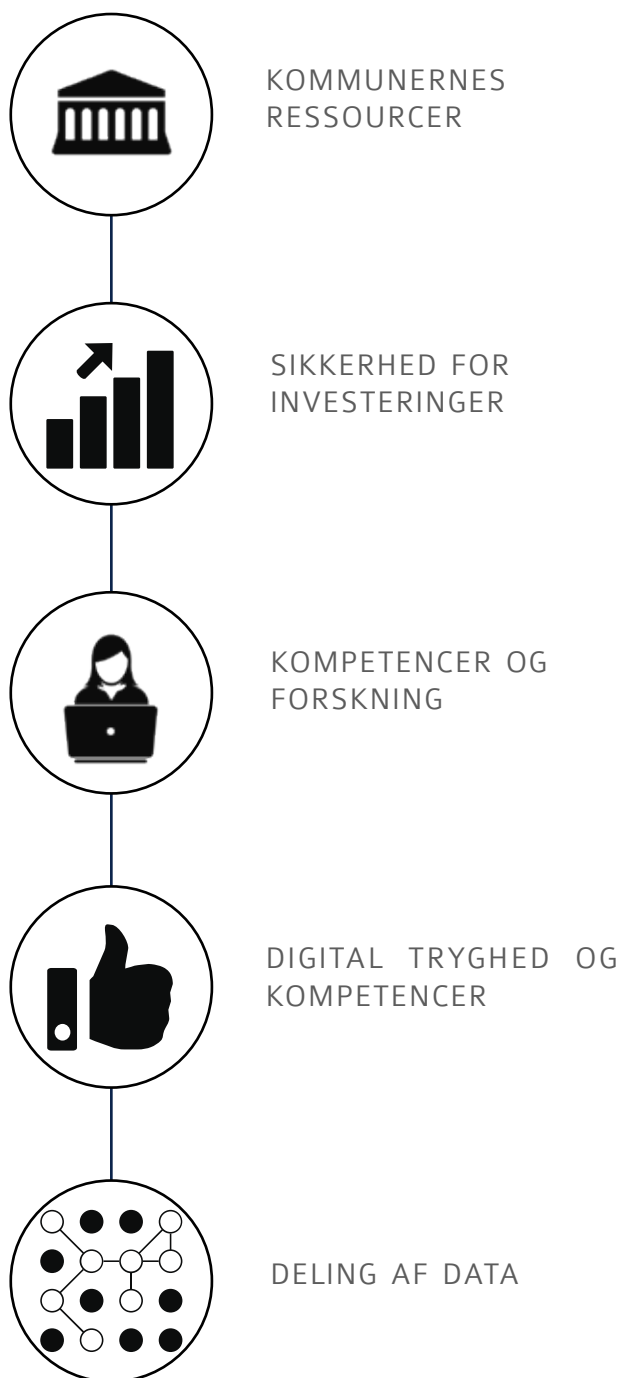 KOMMUNERNES
RESSOURCER
SIKKERHED FOR
INVESTERINGER
KOMPETENCER OG
FORSKNING
DIGITAL TRYGHED OG
KOMPETENCER
DELING AF DATA